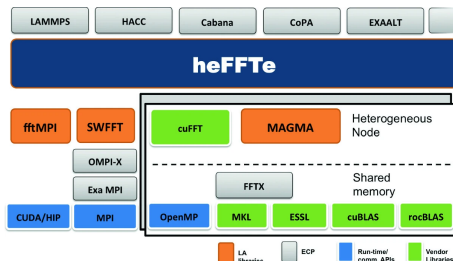 LAMMPS HACC Cabana CoPA EXAALT
heFFTe
fftMPI SWFFT cuFFT MAGMA Heterogeneous
Node
OMPI-X
Exa MPI FFTX Shared
memory
CUDA/HIP MPI OpenMP MKL ESSL cuBLAS rocBLAS
LA ECP Run-time/ Vendor
libraries comm. APIs Libraries